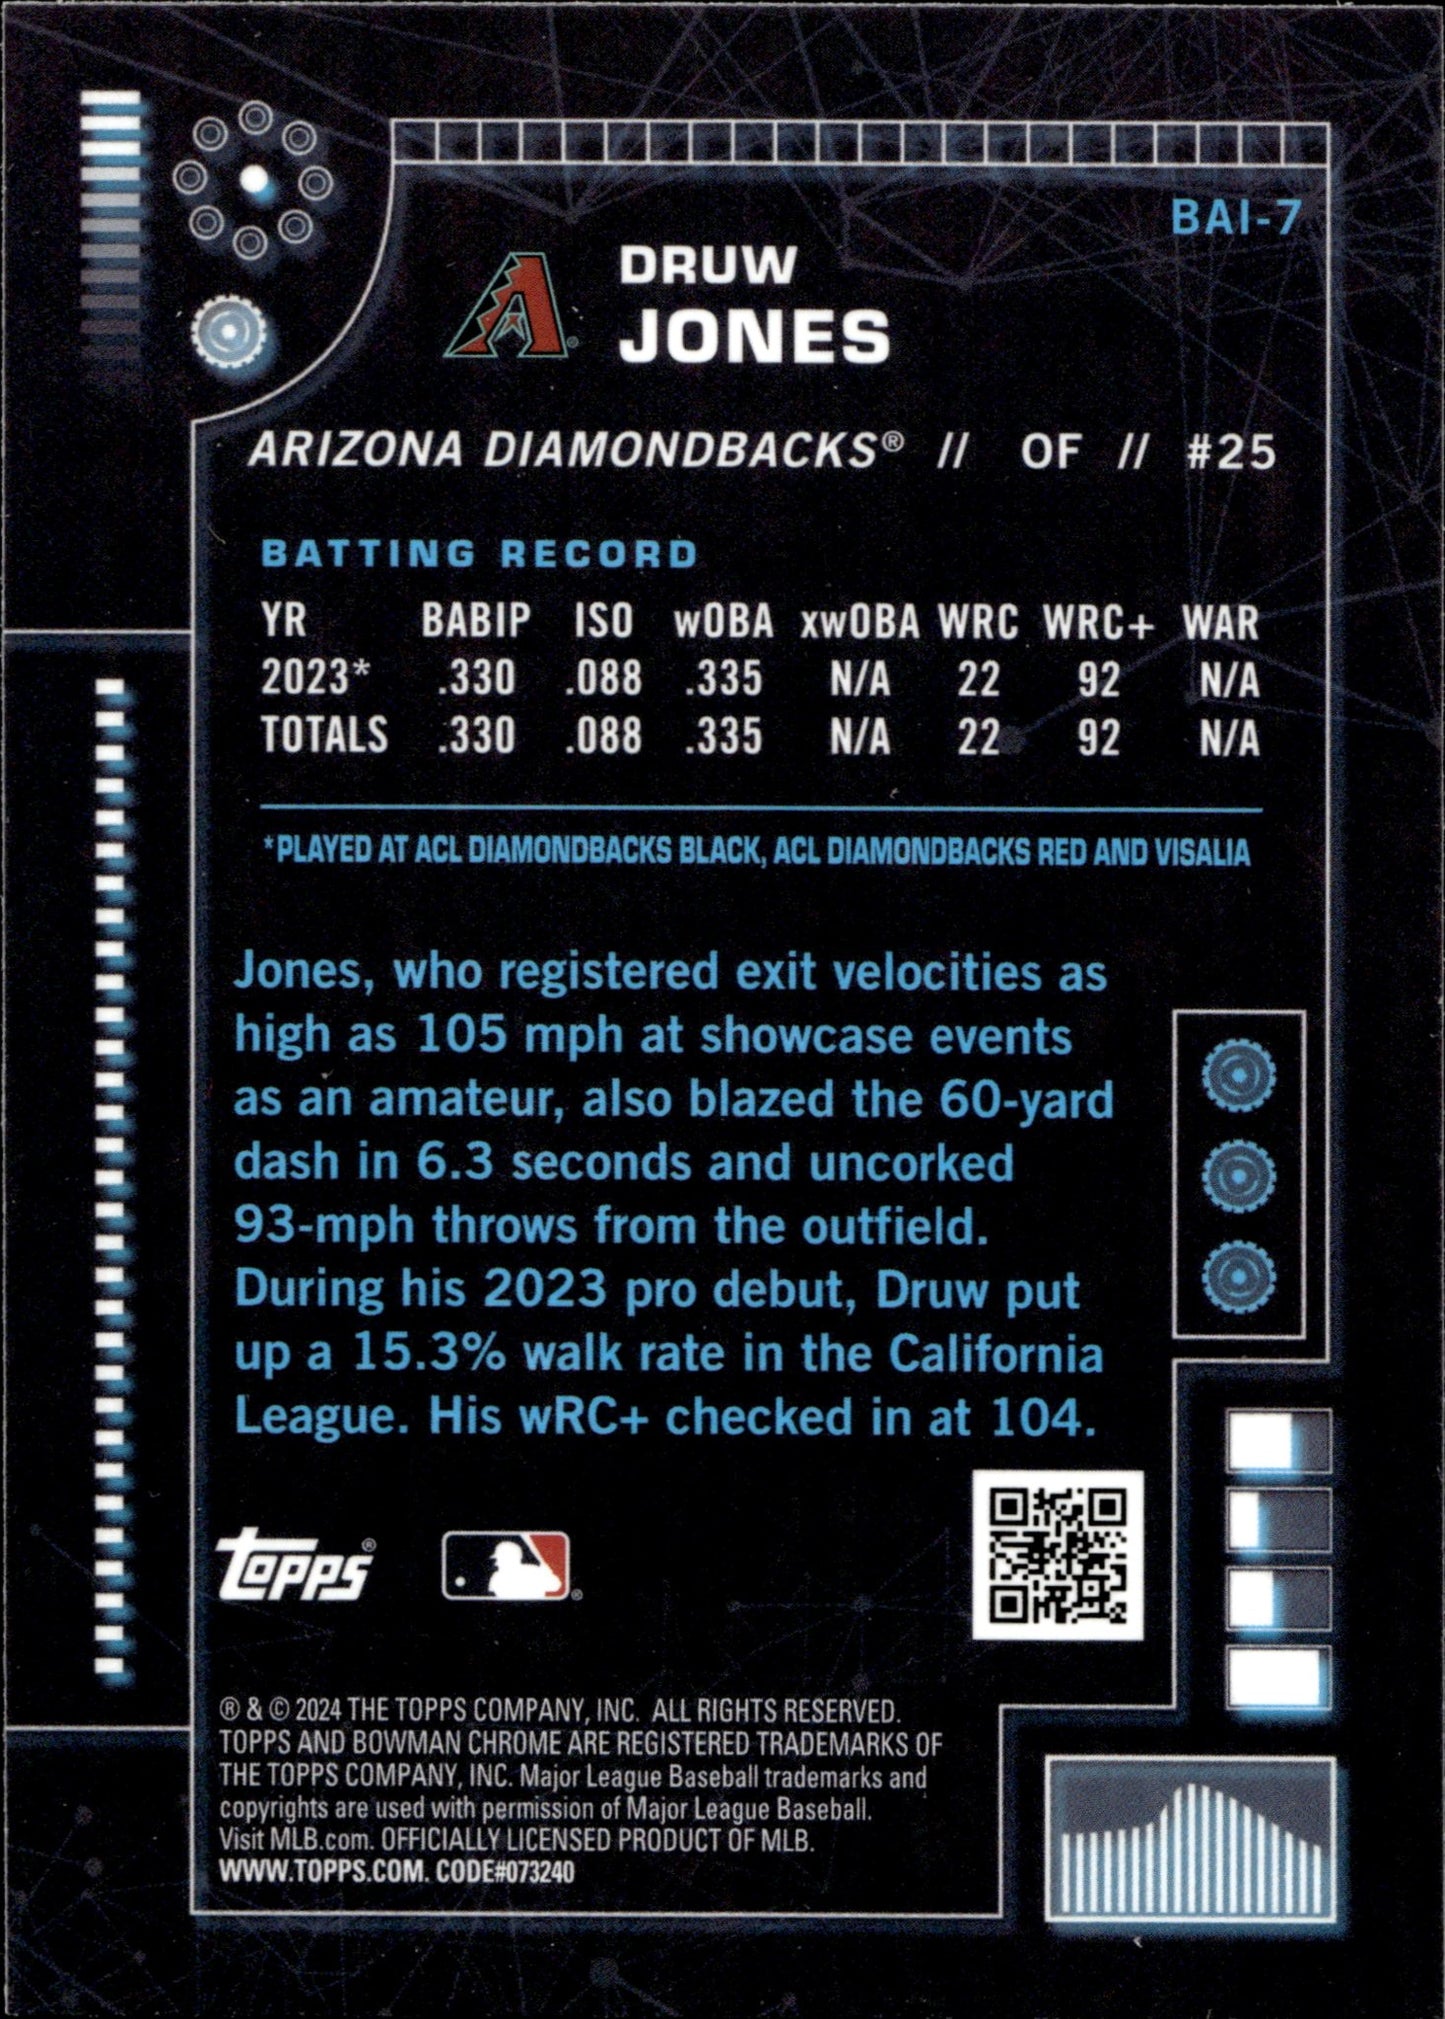 BAI-7
DRUW
JONES
ARIZONA DIAMONDBACKS® // OF // #25
BATTING RECORD
YR BABIP ISO wOBA xwOBA WRC WRC+ WAR
2023* .330 .088 .335 N/A 22 92 N/A
TOTALS .330 .088 .335 N/A 22 92 N/A
*PLAYED AT ACL DIAMONDBACKS BLACK, ACL DIAMONDBACKS RED AND VISALIA
Jones, who registered exit velocities as
high as 105 mph at showcase events
as an amateur, also blazed the 60-yard
dash in 6.3 seconds and uncorked
93-mph throws from the outfield.
During his 2023 pro debut, Druw put
up a 15.3% walk rate in the California
League. His wRC+ checked in at 104.
Topps®
® & © 2024 THE TOPPS COMPANY, INC. ALL RIGHTS RESERVED.
TOPPS AND BOWMAN CHROME ARE REGISTERED TRADEMARKS OF
THE TOPPS COMPANY, INC. Major League Baseball trademarks and
copyrights are used with permission of Major League Baseball.
Visit MLB.com. OFFICIALLY LICENSED PRODUCT OF MLB.
WWW.TOPPS.COM. CODE#073240